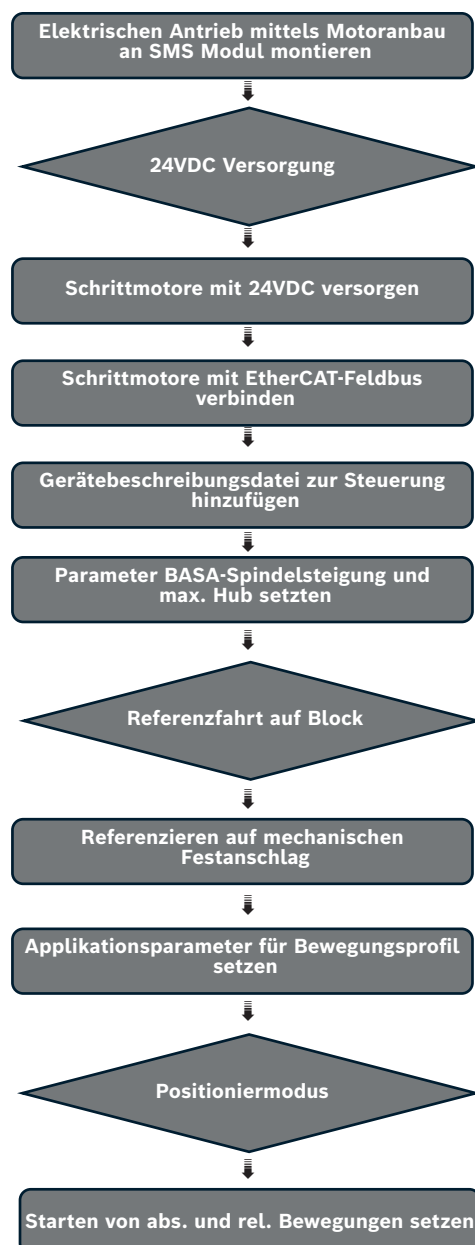 Elektrischen Antrieb mittels Motoranbau
an SMS Modul montieren
24VDC Versorgung
Schrittmotore mit 24VDC versorgen
Schrittmotore mit EtherCAT-Feldbus
verbinden
Gerätebeschreibungsdatei zur Steuerung
hinzufügen
Parameter BASA-Spindelsteigung und
max. Hub setzten
Referenzfahrt auf Block
Referenzieren auf mechanischen
Festanschlag
Applikationsparameter für Bewegungsprofil
setzen
Positioniermodus
Starten von abs. und rel. Bewegungen setzen